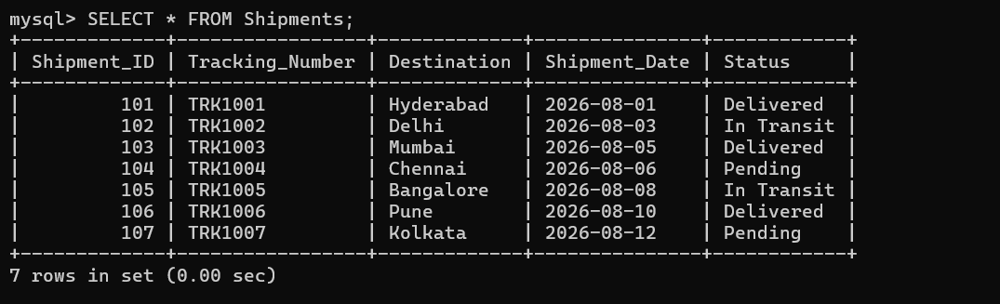 mysql> SELECT * FROM Shipments;
+-------------+-----------------+-------------+---------------+------------+
| Shipment_ID | Tracking_Number | Destination | Shipment_Date | Status     |
+-------------+-----------------+-------------+---------------+------------+
|         101 | TRK1001         | Hyderabad   | 2026-08-01    | Delivered  |
|         102 | TRK1002         | Delhi       | 2026-08-03    | In Transit |
|         103 | TRK1003         | Mumbai      | 2026-08-05    | Delivered  |
|         104 | TRK1004         | Chennai     | 2026-08-06    | Pending    |
|         105 | TRK1005         | Bangalore   | 2026-08-08    | In Transit |
|         106 | TRK1006         | Pune        | 2026-08-10    | Delivered  |
|         107 | TRK1007         | Kolkata     | 2026-08-12    | Pending    |
+-------------+-----------------+-------------+---------------+------------+
7 rows in set (0.00 sec)